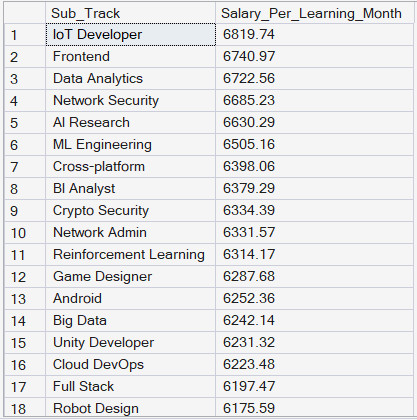 Sub_Track Salary_Per_Learning_Month
1 IoT Developer 6819.74
2 Frontend 6740.97
3 Data Analytics 6722.56
4 Network Security 6685.23
5 AI Research 6630.29
6 ML Engineering 6505.16
7 Cross-platform 6398.06
8 BI Analyst 6379.29
9 Crypto Security 6334.39
10 Network Admin 6331.57
11 Reinforcement Learning 6314.17
12 Game Designer 6287.68
13 Android 6252.36
14 Big Data 6242.14
15 Unity Developer 6231.32
16 Cloud DevOps 6223.48
17 Full Stack 6197.47
18 Robot Design 6175.59